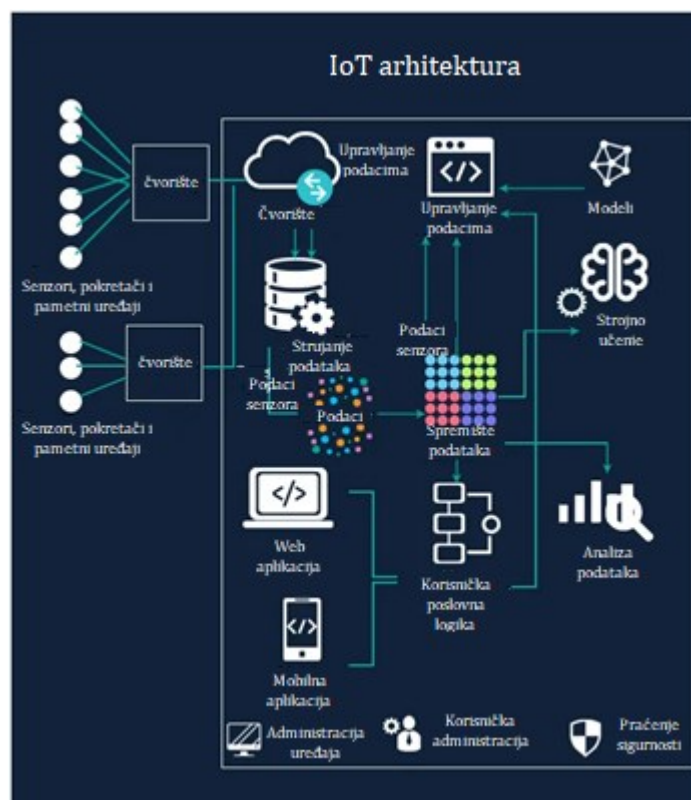 IoT arhitektura
čvorište
Upravljanje
podacima
Čvorište
Upravljanje
podacima
Modeli
Senzori, pokretači i
pametni uređaji
Strujanje
podataka
Podaci
senzora
Strojno
učenje
čvorište
Podaci
senzora
Podaci
Spremište
podataka
Senzori, pokretači i
pametni uređaji
Web
aplikacija
Korisnička
poslovna
logika
Analiza
podataka
Mobilna
aplikacija
Administracija
uređaja
Korisnička
administracija
Praćenje
sigurnosti